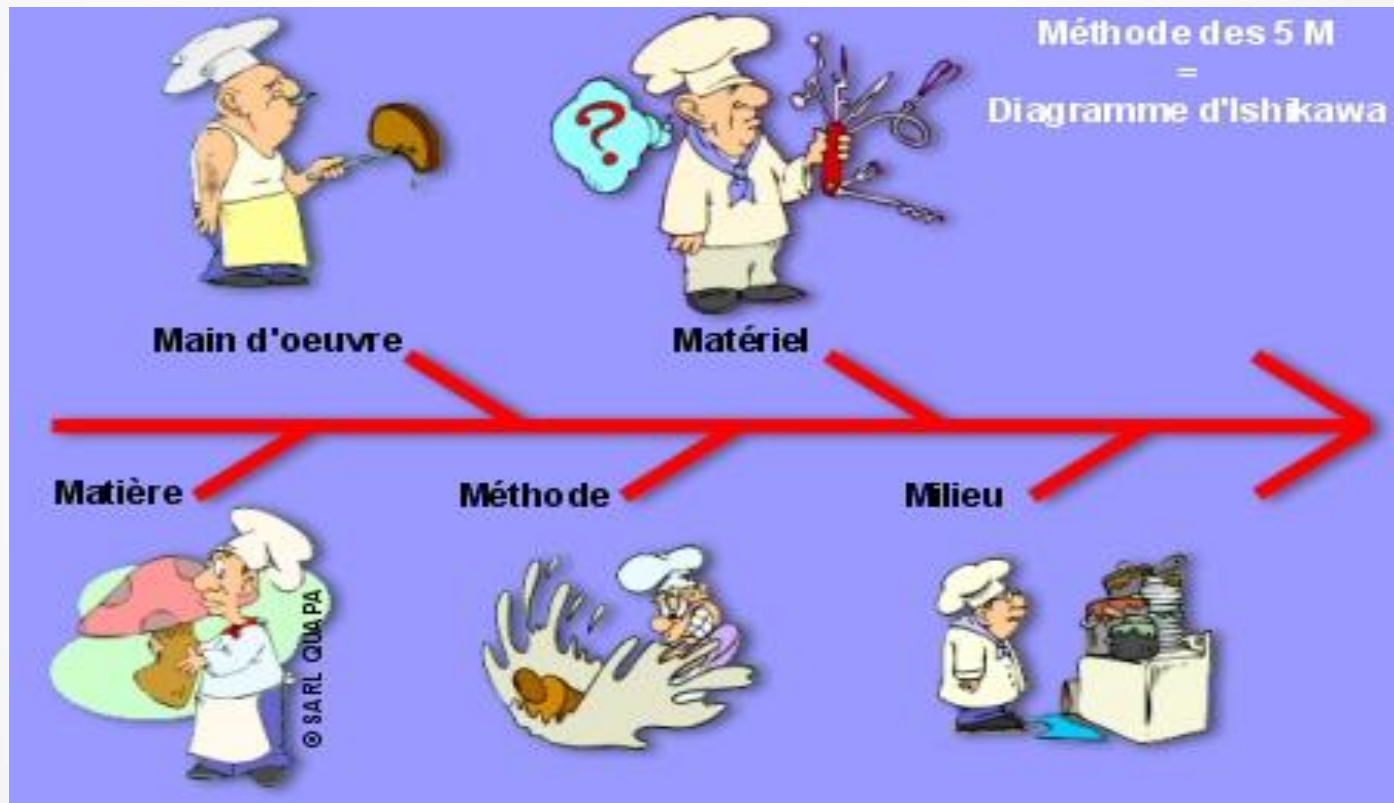 Méthode des 5 M
=
Diagramme d'Ishikawa
Main d'oeuvre
Matériel
?
Matière
Méthode
Milieu
© SARL QUAPA